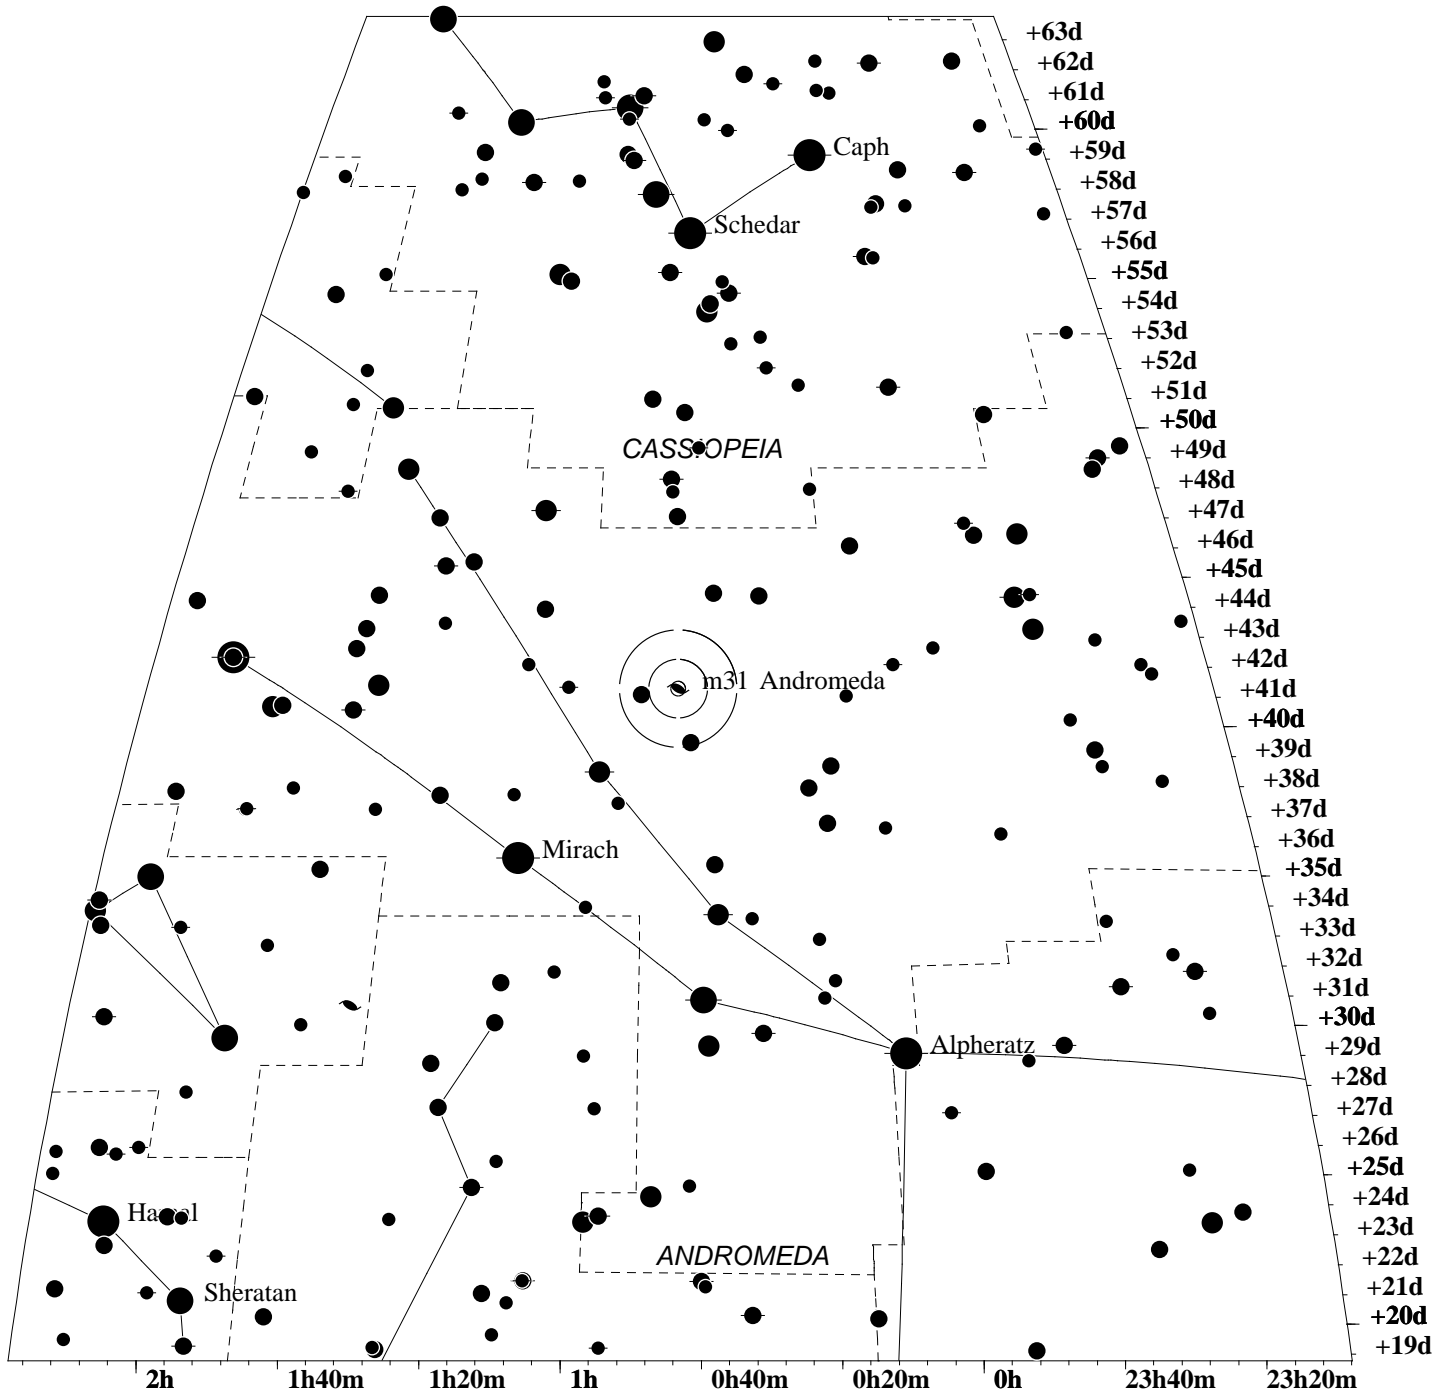 +63d
+62d
+61d
+60d
Caph
+59d
+58d
+57d
Schedar
+56d
+55d
+54d
+53d
+52d
+51d
+50d
CASSIOPEIA
+49d
+48d
+47d
+46d
+45d
+44d
+43d
+42d
m31 Andromeda
+41d
+40d
+39d
+38d
+37d
+36d
Mirach
+35d
+34d
+33d
+32d
+31d
+30d
Alpheratz
+29d
+28d
+27d
+26d
+25d
+24d
Hamal
+23d
ANDROMEDA
+22d
+21d
Sheratan
+20d
+19d
2h 1h40m 1h20m 1h 0h40m 0h20m 0h 23h40m 23h20m